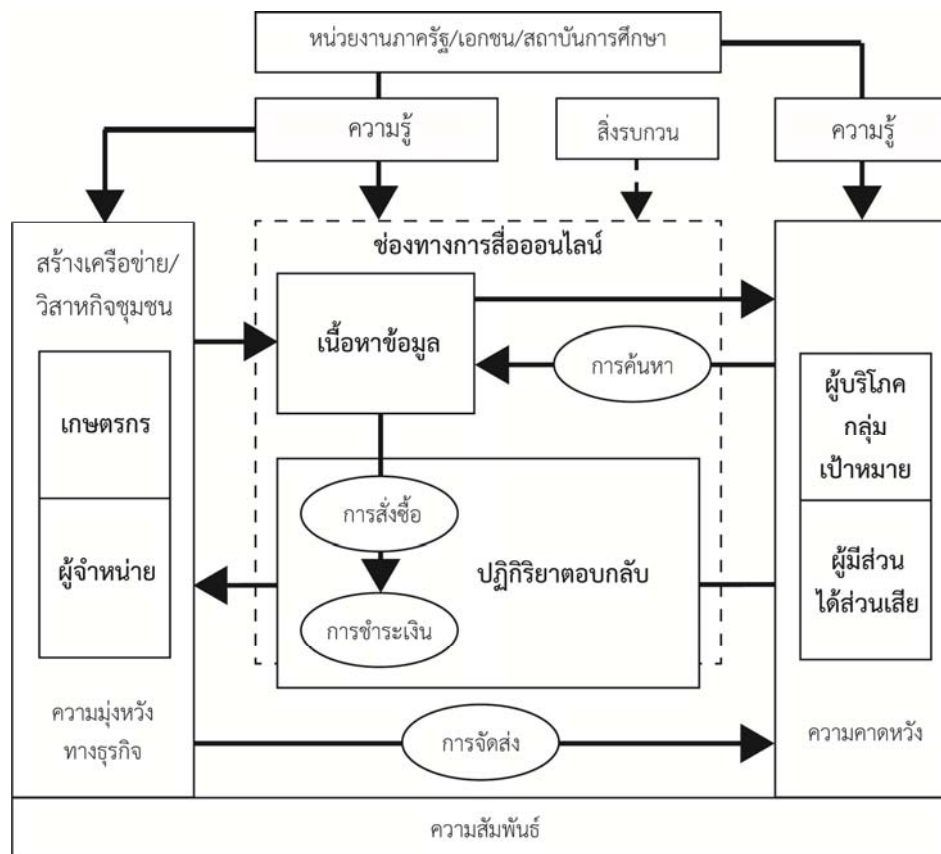 หน่วยงานภาครัฐ/เอกชน/สถาบันการศึกษา
ความรู้
สิ่งรบกวน
ความรู้
ช่องทางการสื่อออนไลน์
สร้างเครือข่าย/
วิสาหกิจชุมชน
เนื้อหาข้อมูล
การค้นหา
เกษตรกร
ผู้บริโภค
กลุ่ม
เป้าหมาย
การสั่งซื้อ
ผู้จำหน่าย
ปฏิกิริยาตอบกลับ
ผู้มีส่วน
ได้ส่วนเสีย
การชำระเงิน
ความมุ่งหวัง
ทางธุรกิจ
การจัดส่ง
ความคาดหวัง
ความสัมพันธ์